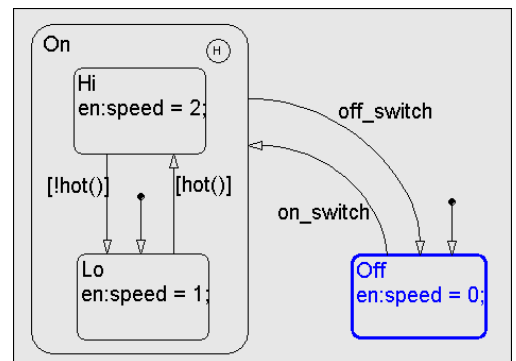 On
H
Hi
en:speed = 2;
off_switch
[!hot()]
[hot()]
on_switch
Lo
en:speed = 1;
Off
en:speed = 0;